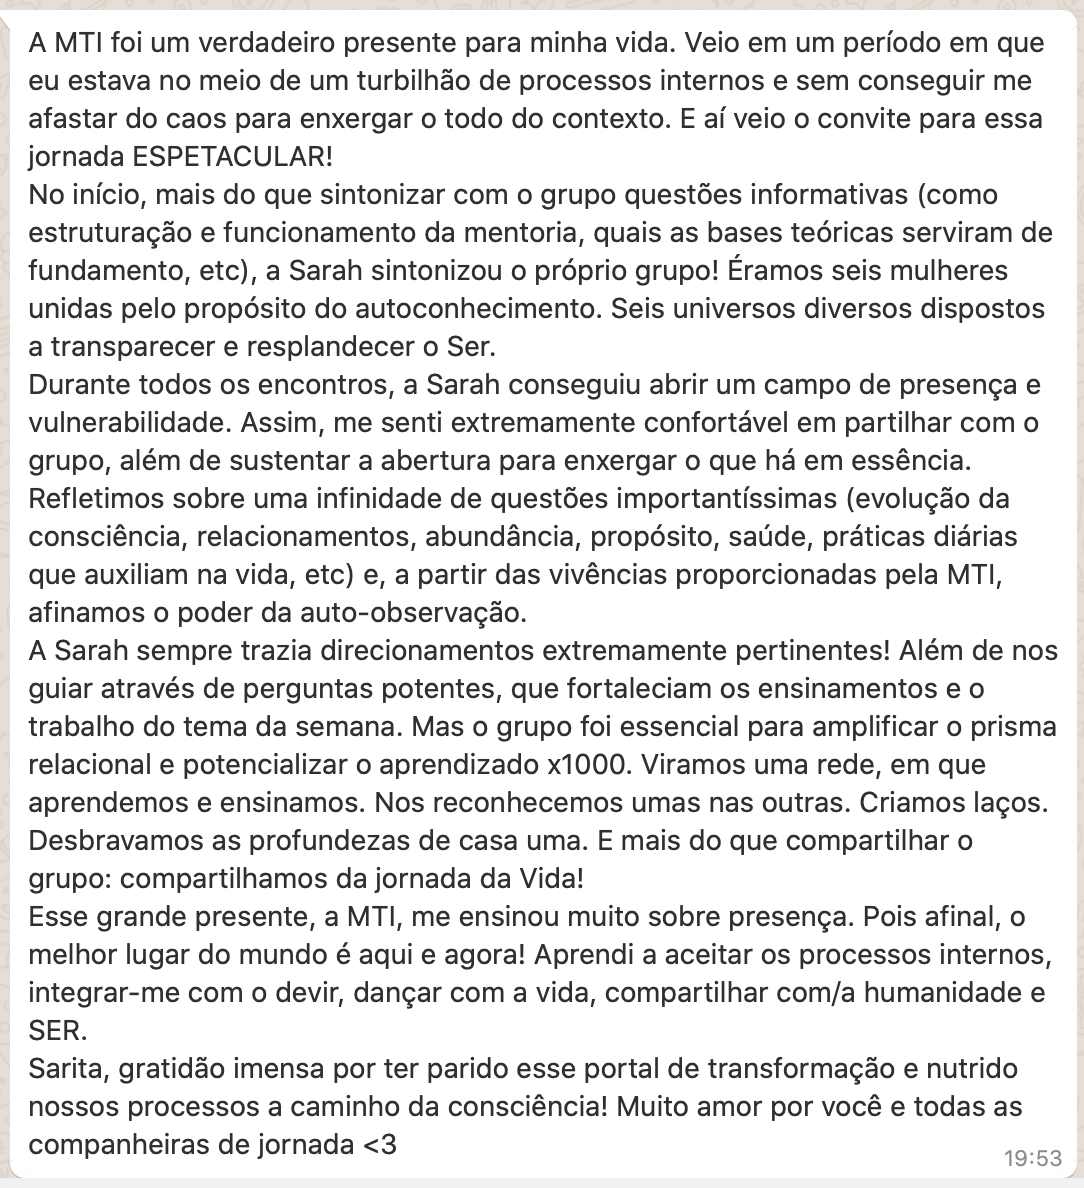 A MTI foi um verdadeiro presente para minha vida. Veio em um período em que
eu estava no meio de um turbilhão de processos internos e sem conseguir me
afastar do caos para enxergar o todo do contexto. E aí veio o convite para essa
jornada ESPETACULAR!
No início, mais do que sintonizar com o grupo questões informativas (como
estruturação e funcionamento da mentoria, quais as bases teóricas serviram de
fundamento, etc), a Sarah sintonizou o próprio grupo! Éramos seis mulheres
unidas pelo propósito do autoconhecimento. Seis universos diversos dispostos
a transparecer e resplandecer o Ser.
Durante todos os encontros, a Sarah conseguiu abrir um campo de presença e
vulnerabilidade. Assim, me senti extremamente confortável em partilhar com o
grupo, além de sustentar a abertura para enxergar o que há em essência.
Refletimos sobre uma infinidade de questões importantíssimas (evolução da
consciência, relacionamentos, abundância, propósito, saúde, práticas diárias
que auxiliam na vida, etc) e, a partir das vivências proporcionadas pela MTI,
afinamos o poder da auto-observação.
A Sarah sempre trazia direcionamentos extremamente pertinentes! Além de nos
guiar através de perguntas potentes, que fortaleciam os ensinamentos e o
trabalho do tema da semana. Mas o grupo foi essencial para amplificar o prisma
relacional e potencializar o aprendizado x1000. Viramos uma rede, em que
aprendemos e ensinamos. Nos reconhecemos umas nas outras. Criamos laços.
Desbravamos as profundezas de casa uma. E mais do que compartilhar o
grupo: compartilhamos da jornada da Vida!
Esse grande presente, a MTI, me ensinou muito sobre presença. Pois afinal, o
melhor lugar do mundo é aqui e agora! Aprendi a aceitar os processos internos,
integrar-me com o devir, dançar com a vida, compartilhar com/a humanidade e
SER.
Sarita, gratidão imensa por ter parido esse portal de transformação e nutrido
nossos processos a caminho da consciência! Muito amor por você e todas as
companheiras de jornada <3
19:53